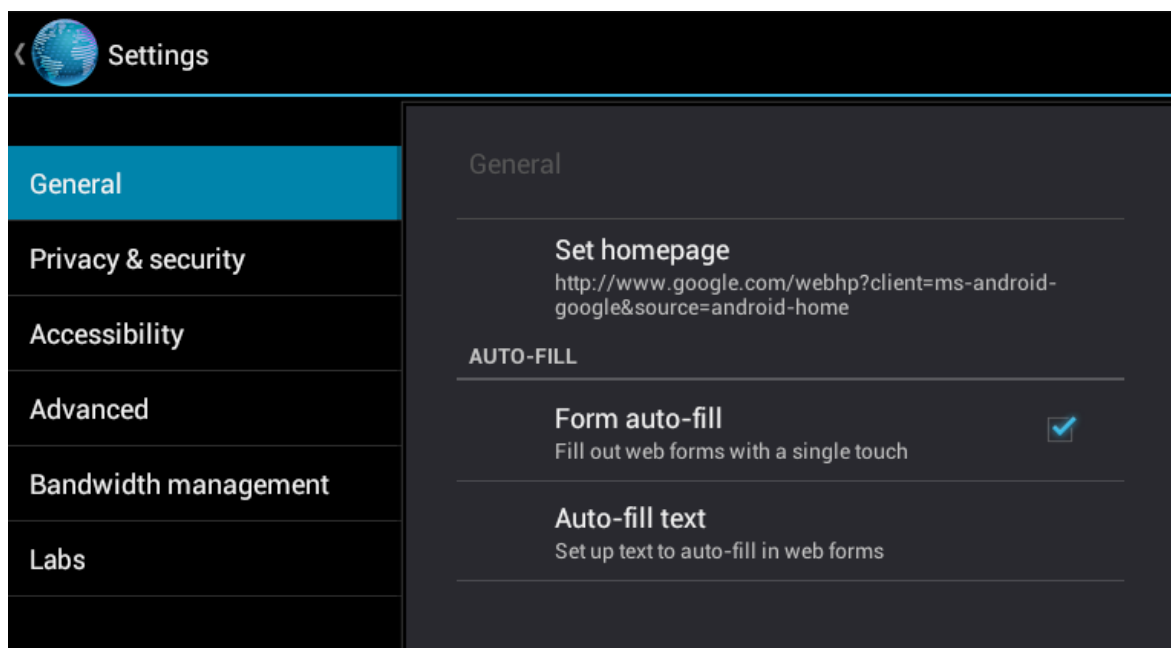 Settings
General
Privacy & security
Accessibility
Advanced
Bandwidth management
Labs
General
Set homepage
http://www.google.com/webhp?client=ms-android-
google&source=android-home
AUTO-FILL
Form auto-fill
Fill out web forms with a single touch
Auto-fill text
Set up text to auto-fill in web forms